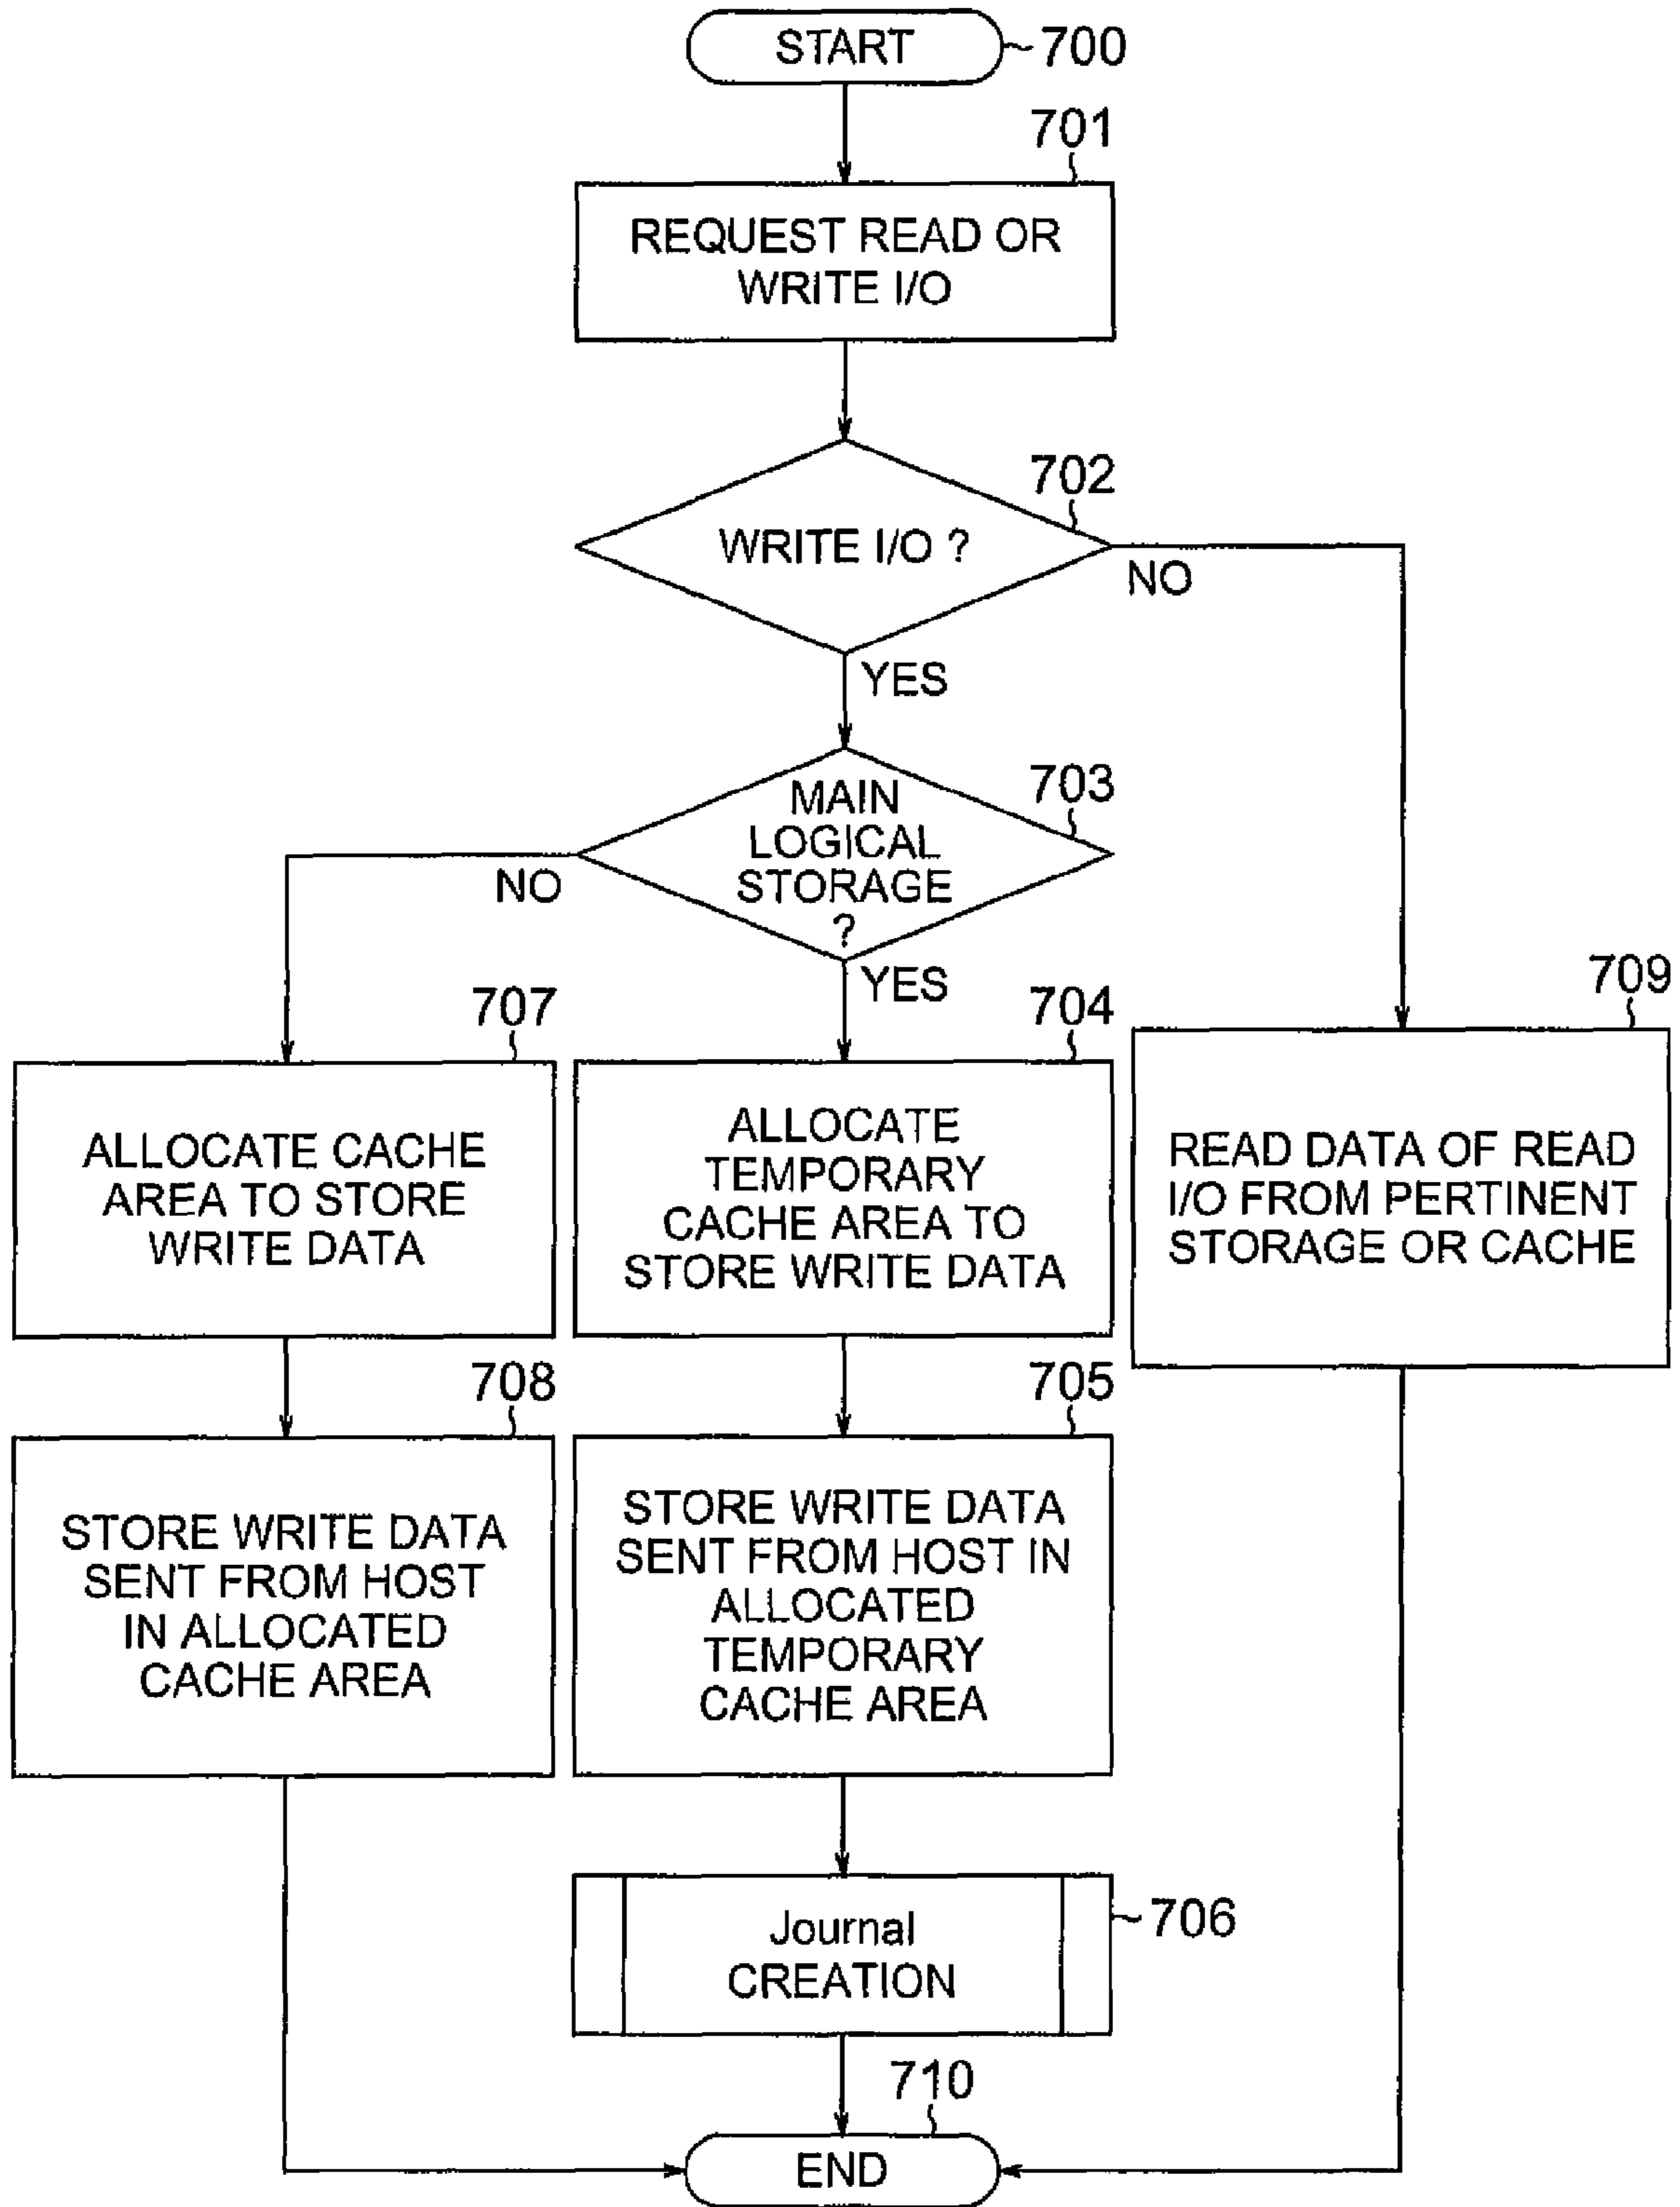 START
700
701
REQUEST READ OR
WRITE I/O
702
WRITE I/O ?
NO
YES
703
MAIN
LOGICAL
STORAGE
?
NO
YES
707
ALLOCATE CACHE
AREA TO STORE
WRITE DATA
704
ALLOCATE
TEMPORARY
CACHE AREA TO
STORE WRITE DATA
709
READ DATA OF READ
I/O FROM PERTINENT
STORAGE OR CACHE
708
STORE WRITE DATA
SENT FROM HOST
IN ALLOCATED
CACHE AREA
705
STORE WRITE DATA
SENT FROM HOST IN
ALLOCATED
TEMPORARY
CACHE AREA
Journal
CREATION
706
710
END